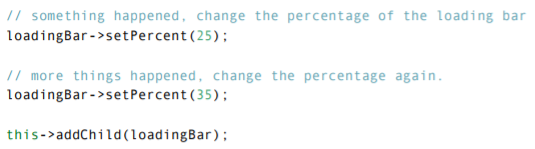 // something happened, change the percentage of the loading bar
loadingBar->setPercent(25);
// more things happened, change the percentage again.
loadingBar->setPercent(35);
this->addChild(loadingBar);